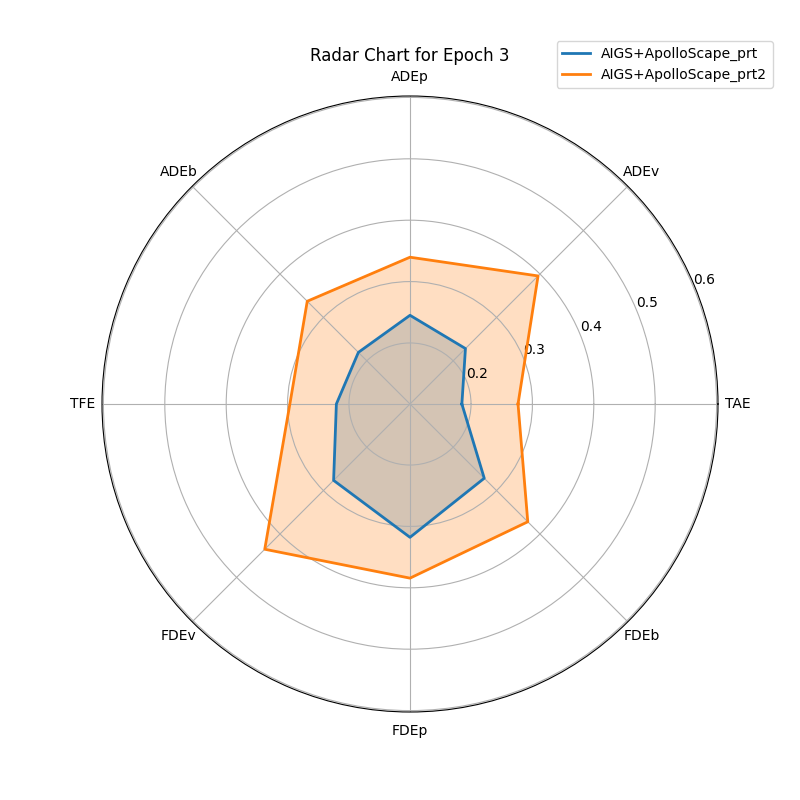 Radar Chart for Epoch 3
AIGS+ApolloScape_prt
AIGS+ApolloScape_prt2
ADEp
ADEb
ADEv
0.6
0.5
0.4
0.3
0.2
TFE
TAE
FDEv
FDEb
FDEp